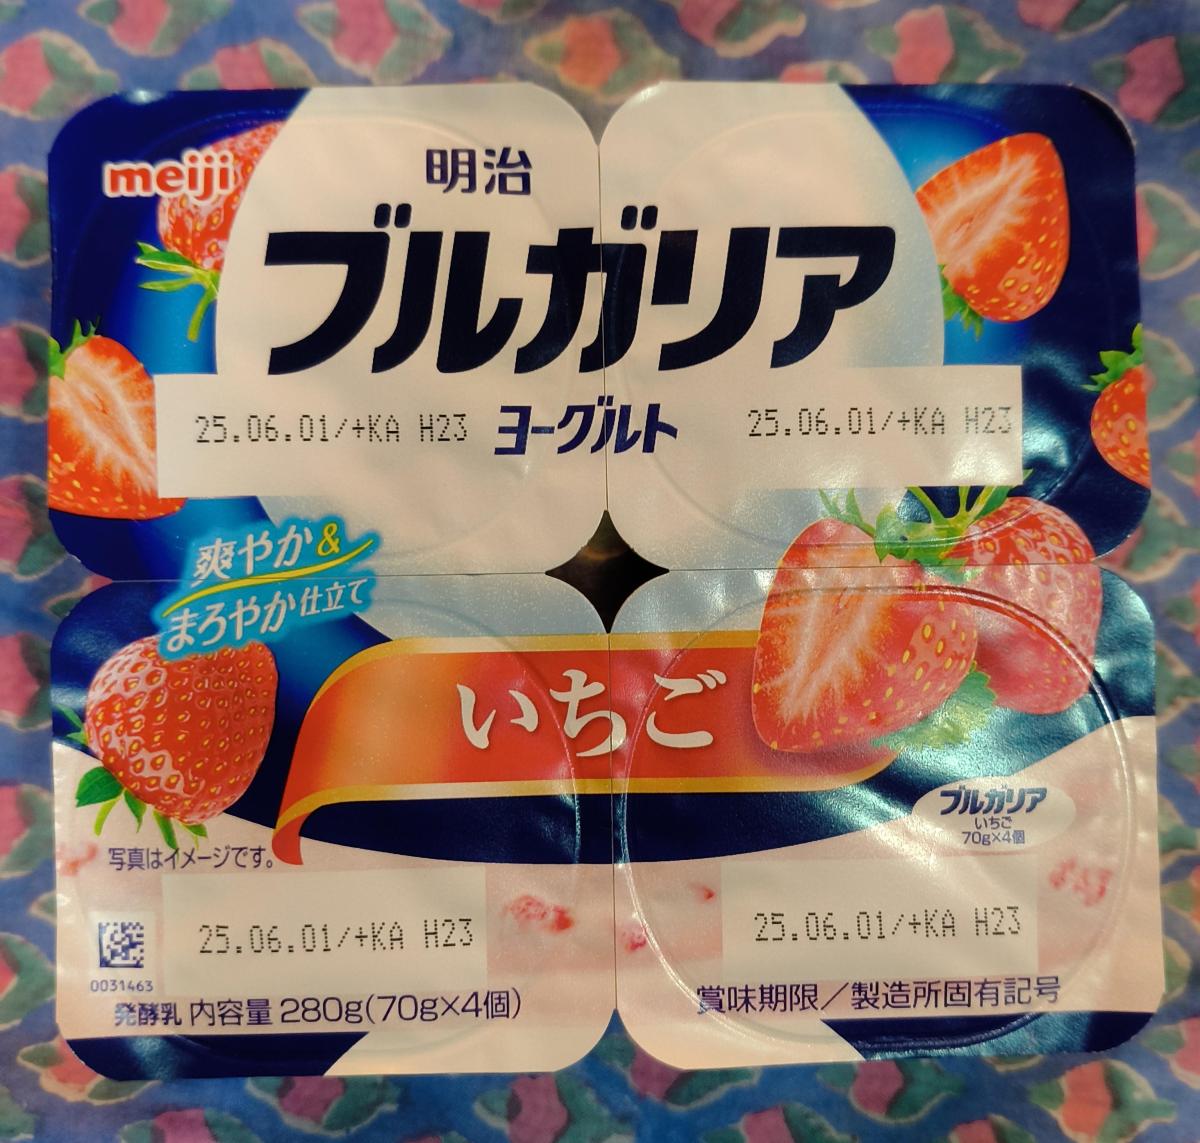 meiji
明治
ブルガリア
ヨーグルト
25.06.01/+KA H23
25.06.01/+KA H23
爽やか&
まろやか仕立て
いちご
ブルガリア
いちご
70g×4個
写真はイメージです。
25.06.01/+KA H23
25.06.01/+KA H23
0031463
発酵乳 内容量 280g(70g×4個)
賞味期限/製造所固有記号